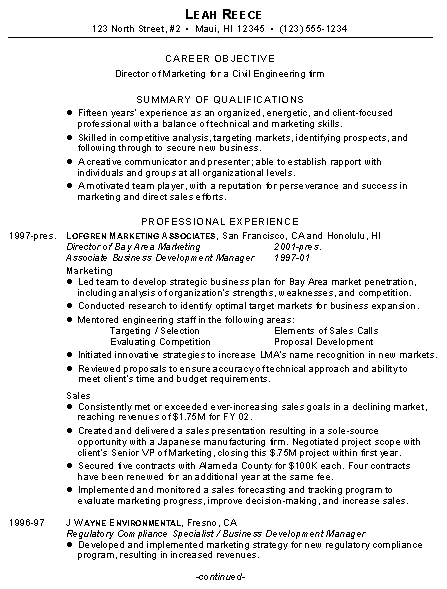 LEAH REECE
123 North Street, #2 • Maui, HI 12345 • (123) 555-1234
CAREER OBJECTIVE
Director of Marketing for a Civil Engineering firm
SUMMARY OF QUALIFICATIONS
● Fifteen years' experience as an organized, energetic, and client-focused
professional with a balance of technical and marketing skills.
● Skilled in competitive analysis, targeting markets, identifying prospects, and
following through to secure new business.
● A creative communicator and presenter; able to establish rapport with
individuals and groups at all organizational levels.
● A motivated team player, with a reputation for perseverance and success in
marketing and direct sales efforts.
PROFESSIONAL EXPERIENCE
1997-pres. LOFGREN MARKETING ASSOCIATES, San Francisco, CA and Honolulu, HI
Director of Bay Area Marketing 2001-pres.
Associate Business Development Manager 1997-01
Marketing
● Led team to develop strategic business plan for Bay Area market penetration,
including analysis of organization's strengths, weaknesses, and competition.
● Conducted research to identify optimal target markets for business expansion.
● Mentored engineering staff in the following areas:
Targeting / Selection Elements of Sales Calls
Evaluating Competition Proposal Development
● Initiated innovative strategies to increase LMA's name recognition in new markets.
● Reviewed proposals to ensure accuracy of technical approach and ability to
meet client's time and budget requirements.
Sales
● Consistently met or exceeded ever-increasing sales goals in a declining market,
reaching revenues of $1.75M for FY 02.
● Created and delivered a sales presentation resulting in a sole-source
opportunity with a Japanese manufacturing firm. Negotiated project scope with
client's Senior VP of Marketing, closing this $.75M project within first year.
● Secured five contracts with Alameda County for $100K each. Four contracts
have been renewed for an additional year at the same fee.
● Implemented and monitored a sales forecasting and tracking program to
evaluate marketing progress, improve decision-making, and increase sales.
1996-97 J WAYNE ENVIRONMENTAL, Fresno, CA
Regulatory Compliance Specialist / Business Development Manager
● Developed and implemented marketing strategy for new regulatory compliance
program, resulting in increased revenues.
-continued-